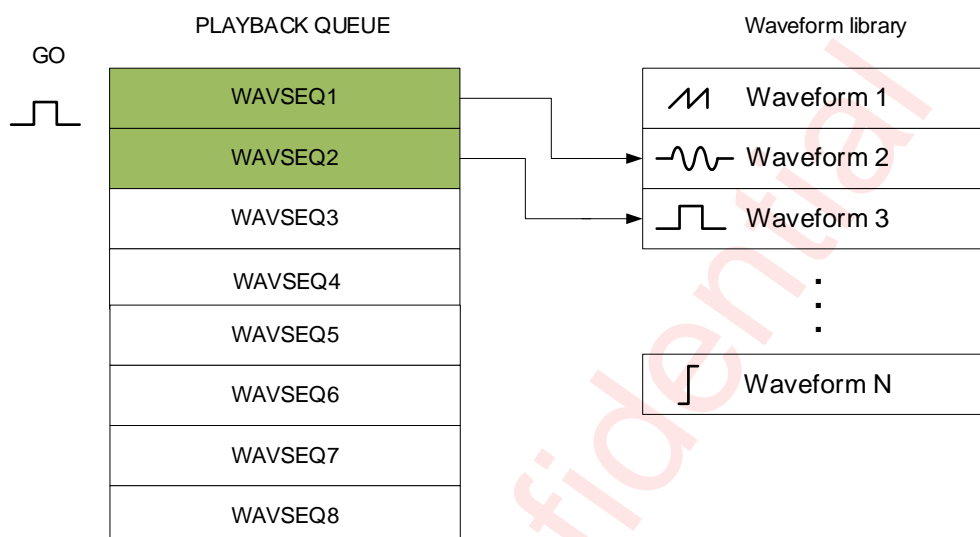 PLAYBACK QUEUE
Waveform library
GO
WAVSEQ1
WAVSEQ2
WAVSEQ3
WAVSEQ4
WAVSEQ5
WAVSEQ6
WAVSEQ7
WAVSEQ8
Waveform 1
Waveform 2
Waveform 3
Waveform N
fidential